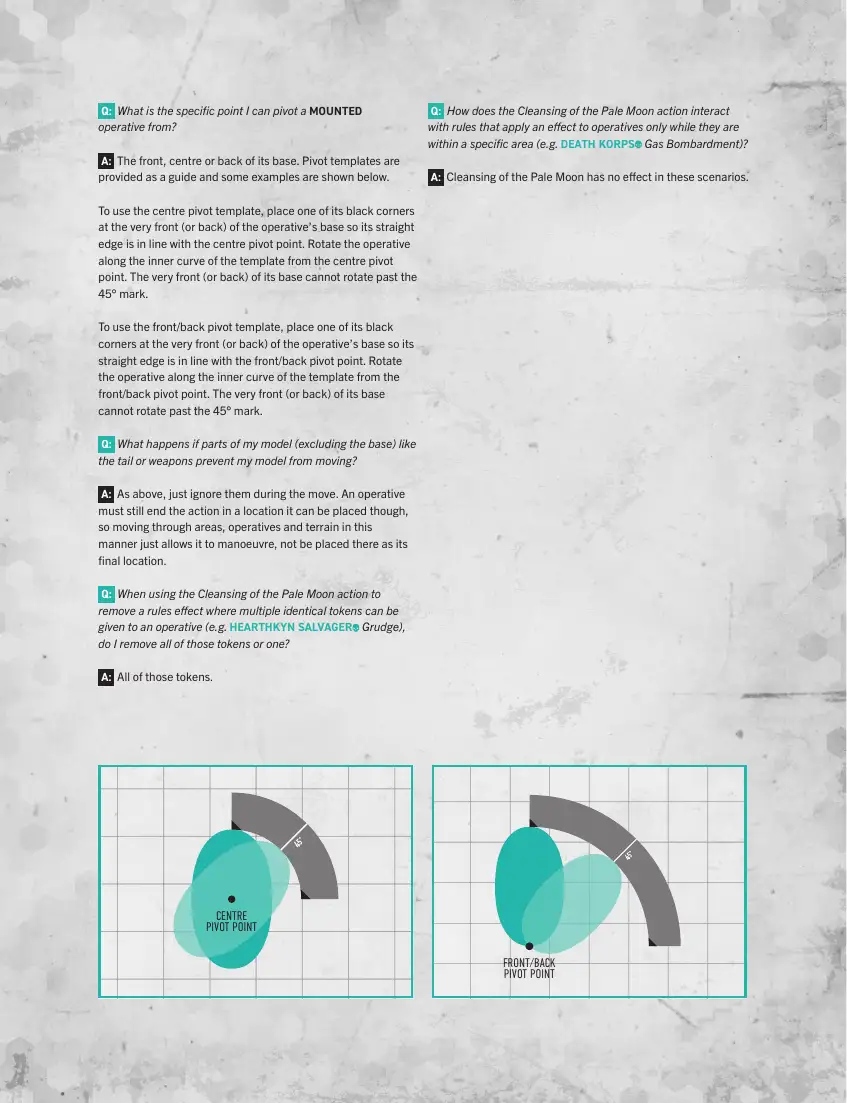 Q: What is the specific point I can pivot a MOUNTED
operative from?
A: The front, centre or back of its base. Pivot templates are
provided as a guide and some examples are shown below.
To use the centre pivot template, place one of its black corners
at the very front (or back) of the operative's base so its straight
edge is in line with the centre pivot point. Rotate the operative
along the inner curve of the template from the centre pivot
point. The very front (or back) of its base cannot rotate past the
45° mark.
To use the front/back pivot template, place one of its black
corners at the very front (or back) of the operative's base so its
straight edge is in line with the front/back pivot point. Rotate
the operative along the inner curve of the template from the
front/back pivot point. The very front (or back) of its base
cannot rotate past the 45° mark.
Q: What happens if parts of my model (excluding the base) like
the tail or weapons prevent my model from moving?
A: As above, just ignore them during the move. An operative
must still end the action in a location it can be placed though,
so moving through areas, operatives and terrain in this
manner just allows it to manoeuvre, not be placed there as its
final location.
Q: When using the Cleansing of the Pale Moon action to
remove a rules effect where multiple identical tokens can be
given to an operative (e.g. HEARTHKYN SALVAGER Grudge),
do I remove all of those tokens or one?
A: All of those tokens.
Q: How does the Cleansing of the Pale Moon action interact
with rules that apply an effect to operatives only while they are
within a specific area (e.g. DEATH KORPS Gas Bombardment)?
A: Cleansing of the Pale Moon has no effect in these scenarios.
45°
CENTRE
PIVOT POINT
45°
FRONT/BACK
PIVOT POINT